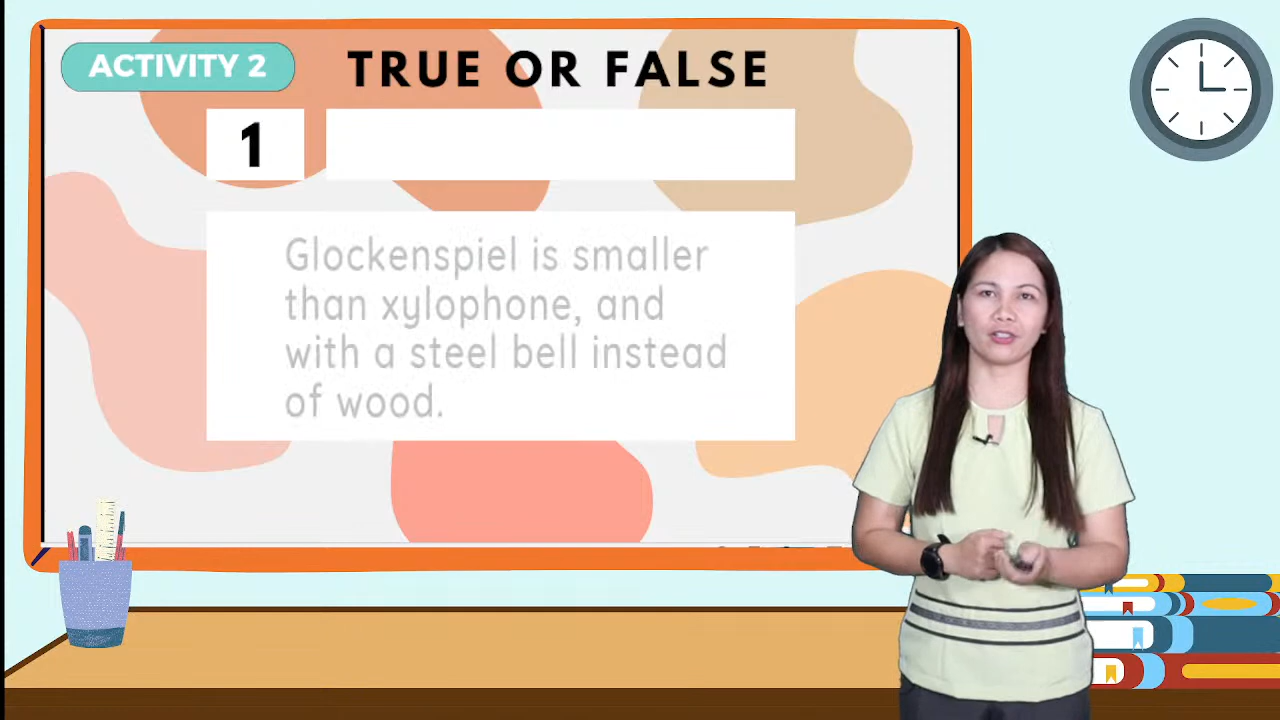 ACTIVITY 2
TRUE OR FALSE
1
Glockenspiel is smaller
than xylophone, and
with a steel bell instead
of wood.